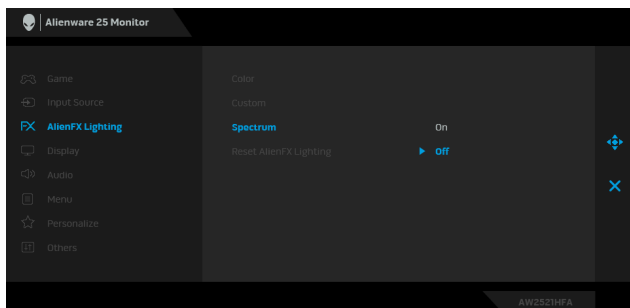 Alienware 25 Monitor
Game
Input Source
FX AlienFX Lighting
Display
Audio
Menu
Personalize
Others
Color
Custom
Spectrum On
Reset AlienFX Lighting Off
AW2521HFA